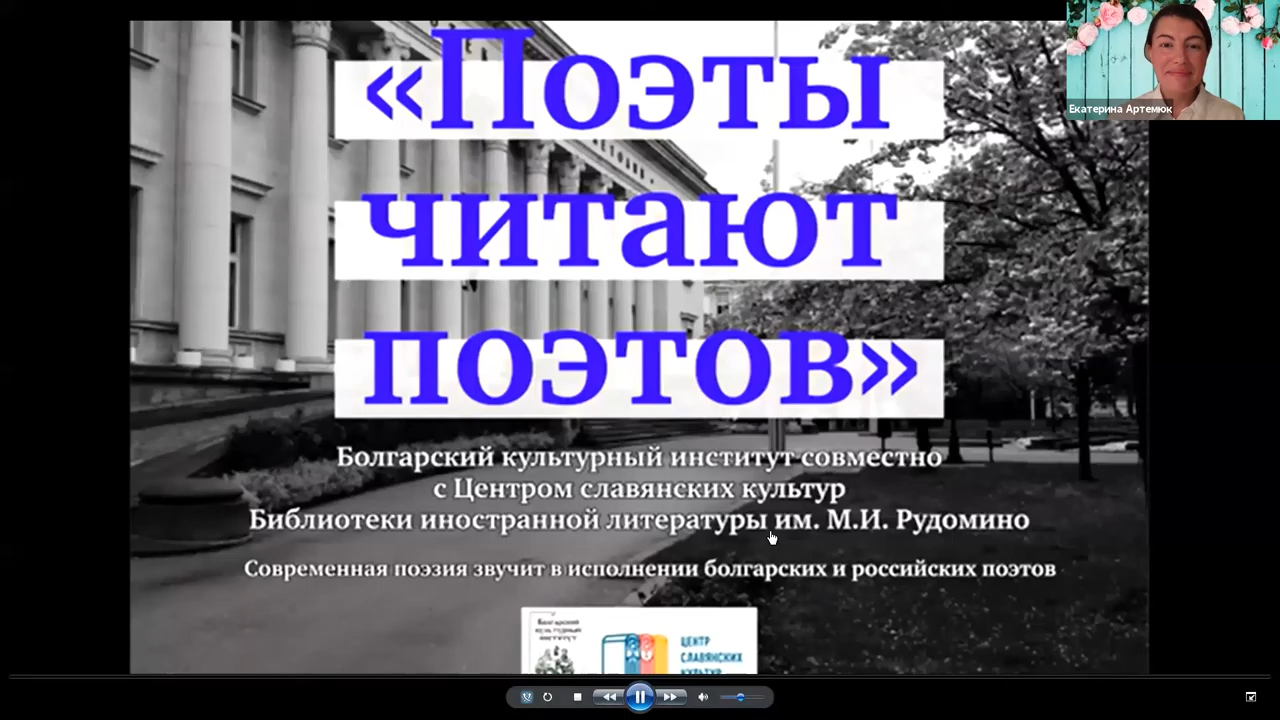 «Поэты
читают
поэтов»
Болгарский культурный институт совместно
с Центром славянских культур
Библиотеки иностранной литературы им. М.И. Рудомино
Современная поэзия звучит в исполнении болгарских и российских поэтов
ЦЕНТР
СЛАВЯНСКИХ
КУЛЬТУР
Екатерина Артемюк